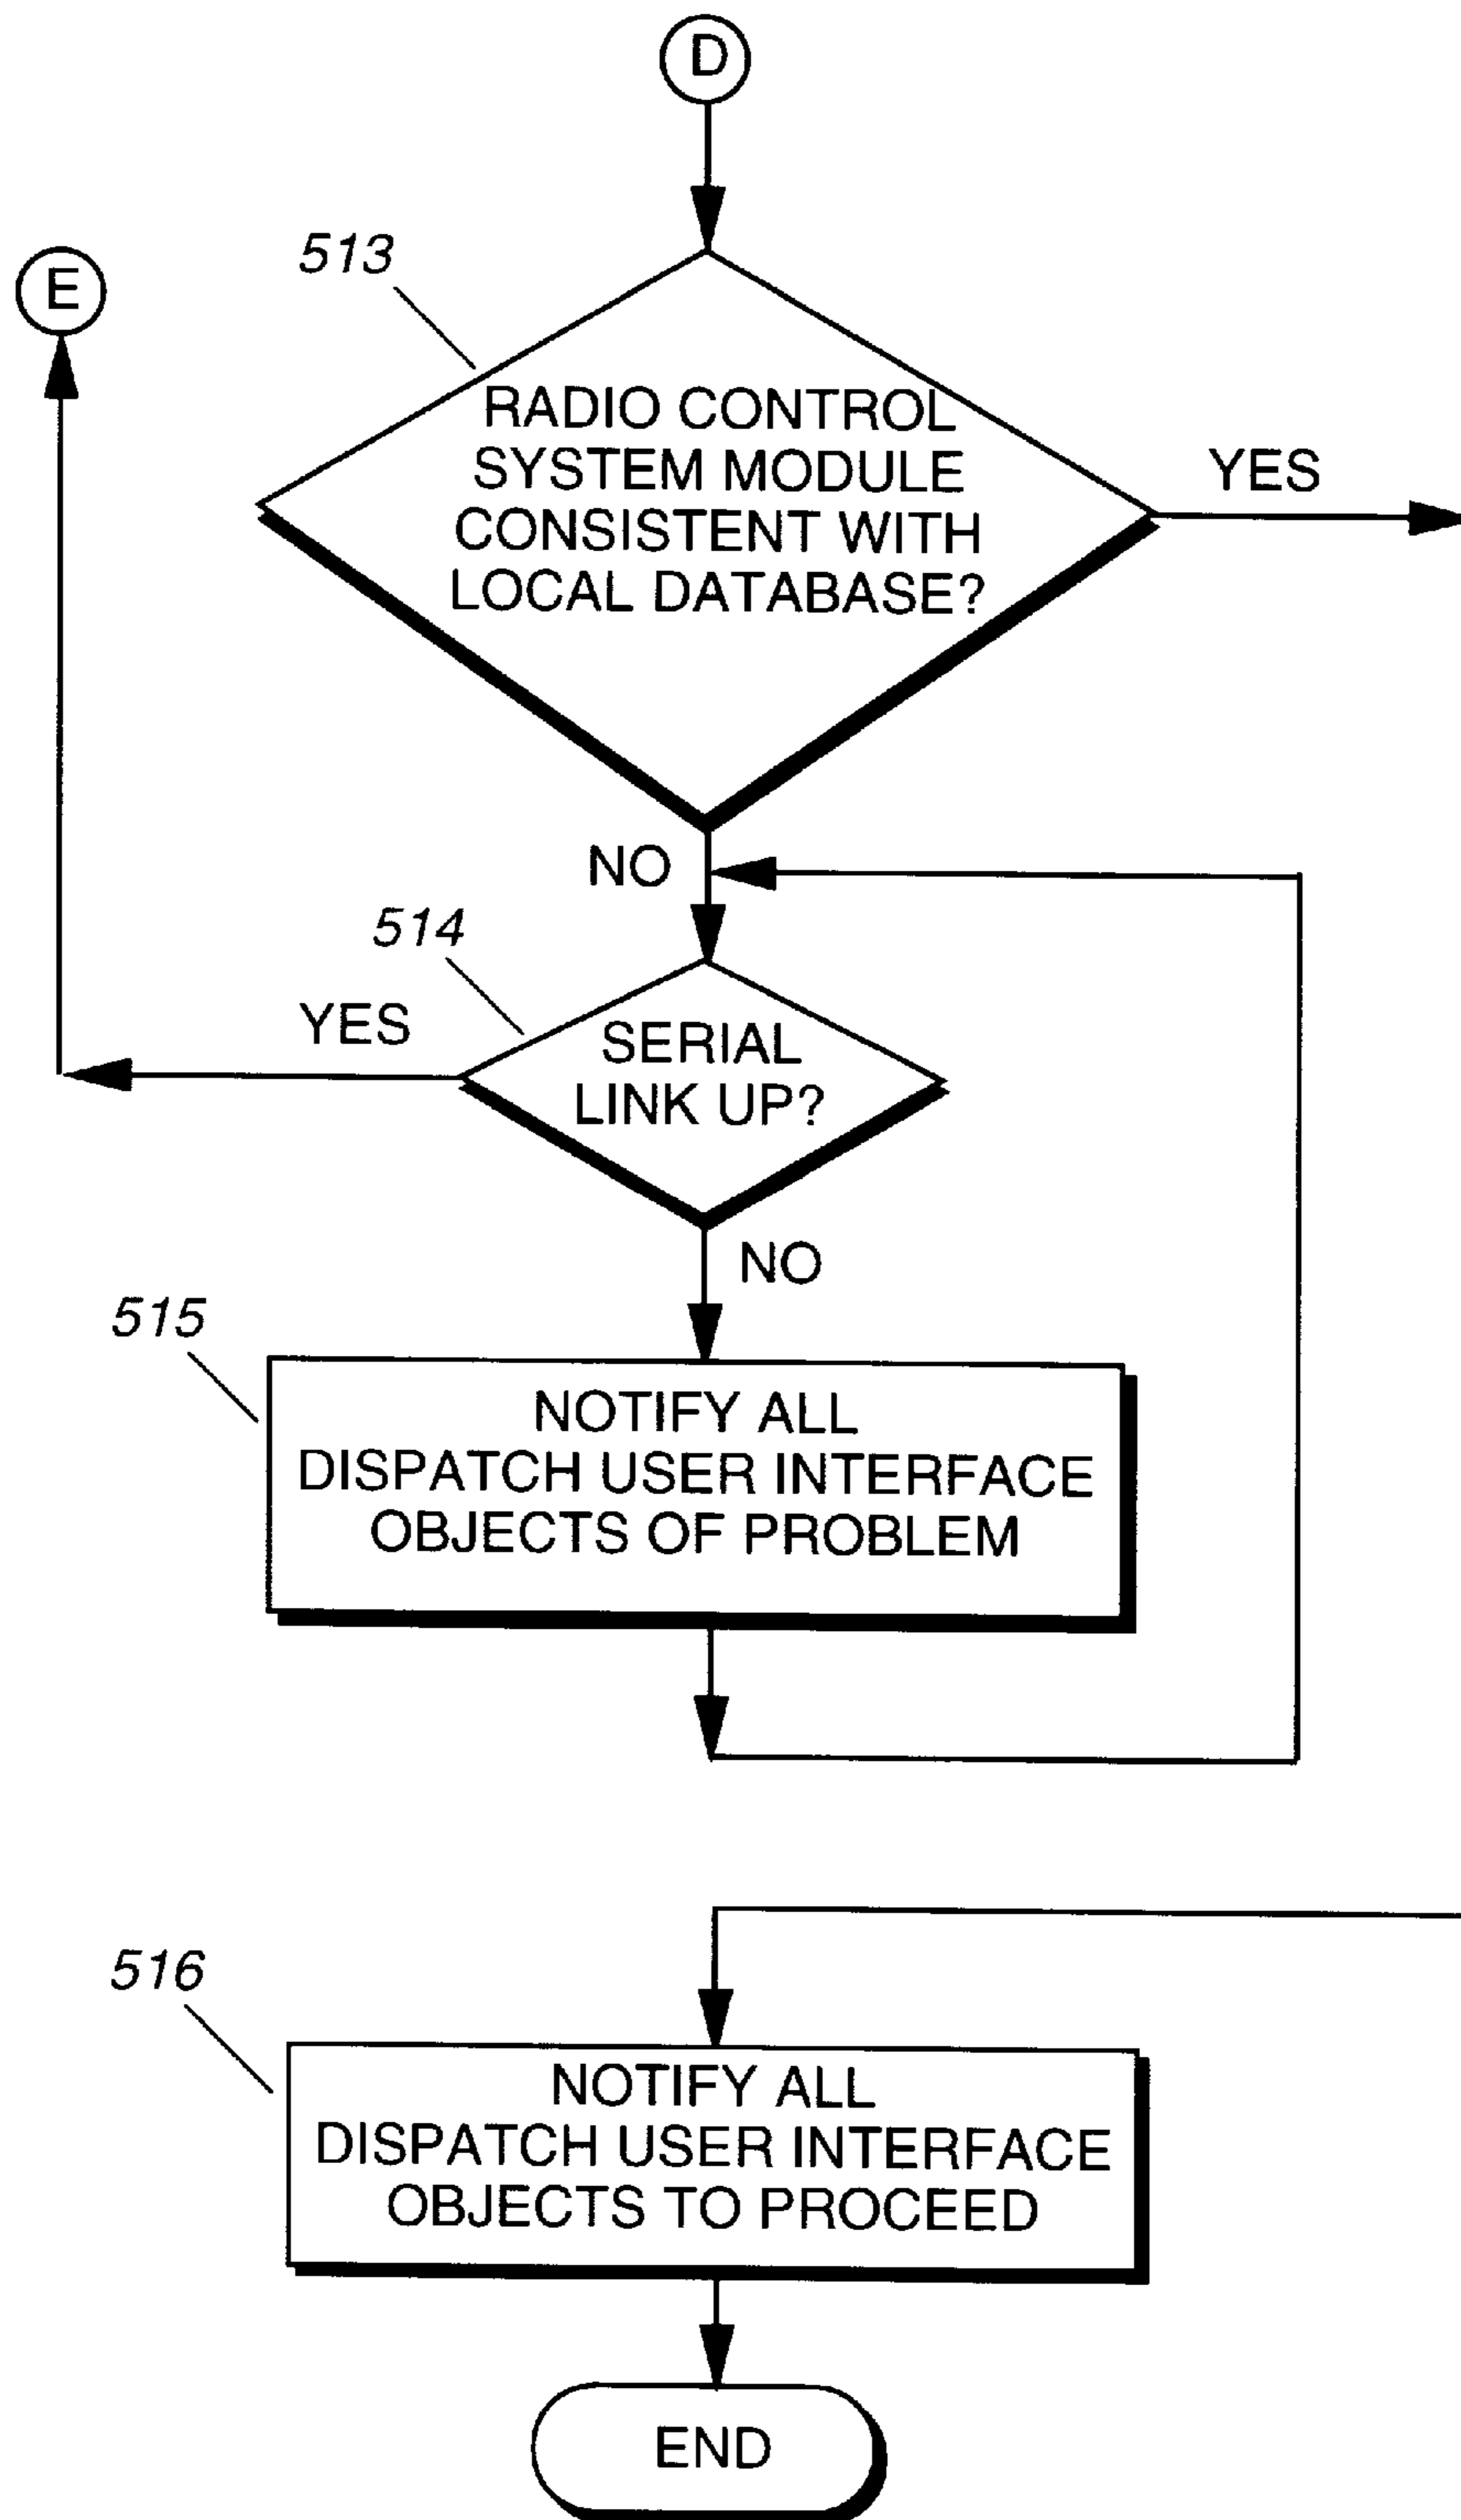 D
513
E
RADIO CONTROL
SYSTEM MODULE
CONSISTENT WITH
LOCAL DATABASE?
YES
NO
514
YES
SERIAL
LINK UP?
NO
515
NOTIFY ALL
DISPATCH USER INTERFACE
OBJECTS OF PROBLEM
516
NOTIFY ALL
DISPATCH USER INTERFACE
OBJECTS TO PROCEED
END